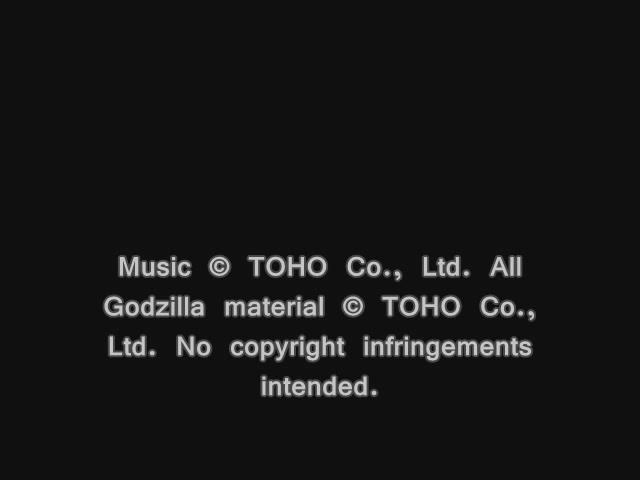 Music © TOHO Co., Ltd. All
Godzilla material © TOHO Co.,
Ltd. No copyright infringements
intended.